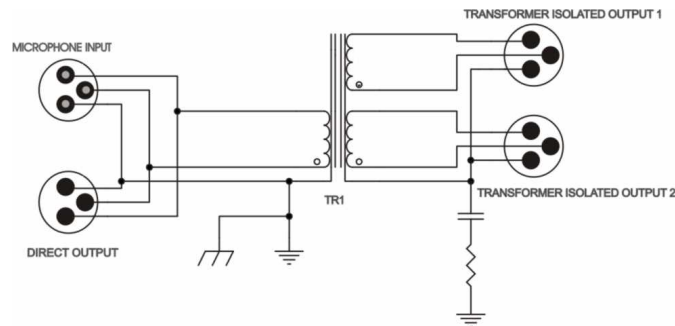 TRANSFORMER ISOLATED OUTPUT 1
MICROPHONE INPUT
TR1
TRANSFORMER ISOLATED OUTPUT 2
DIRECT OUTPUT